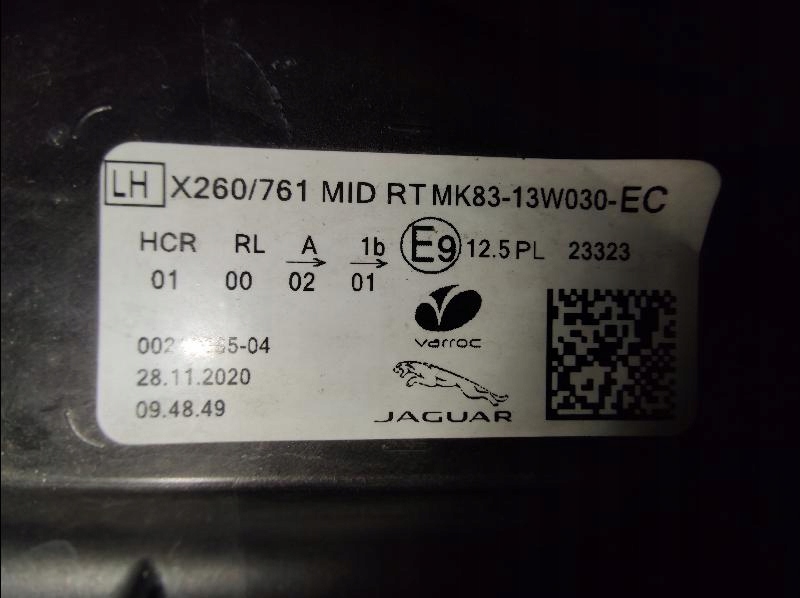 LH X260/761 MID RT MK83-13W030-EC
HCR RL A 1b E9 12.5 PL 23323
01 00 02 01
varroc
28.11.2020
09.48.49
JAGUAR